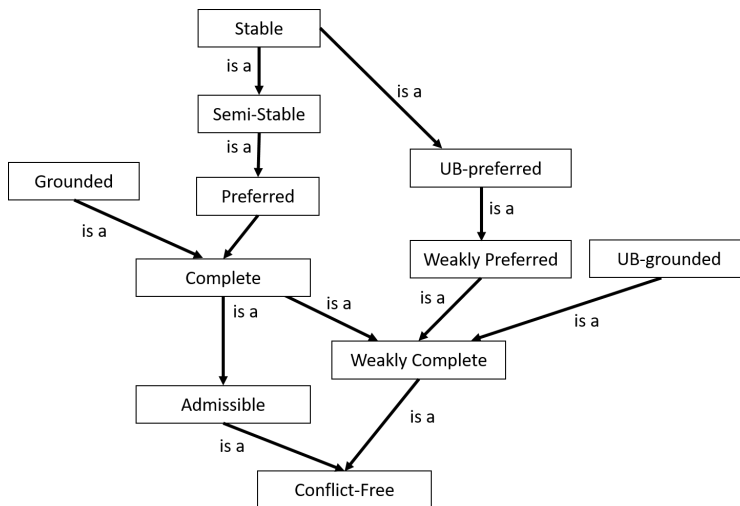 Stable
is a
is a
Semi-Stable
is a
UB-preferred
Grounded
Preferred
is a
is a
Weakly Preferred
UB-grounded
Complete
is a
is a
is a
is a
Weakly Complete
Admissible
is a
is a
Conflict-Free